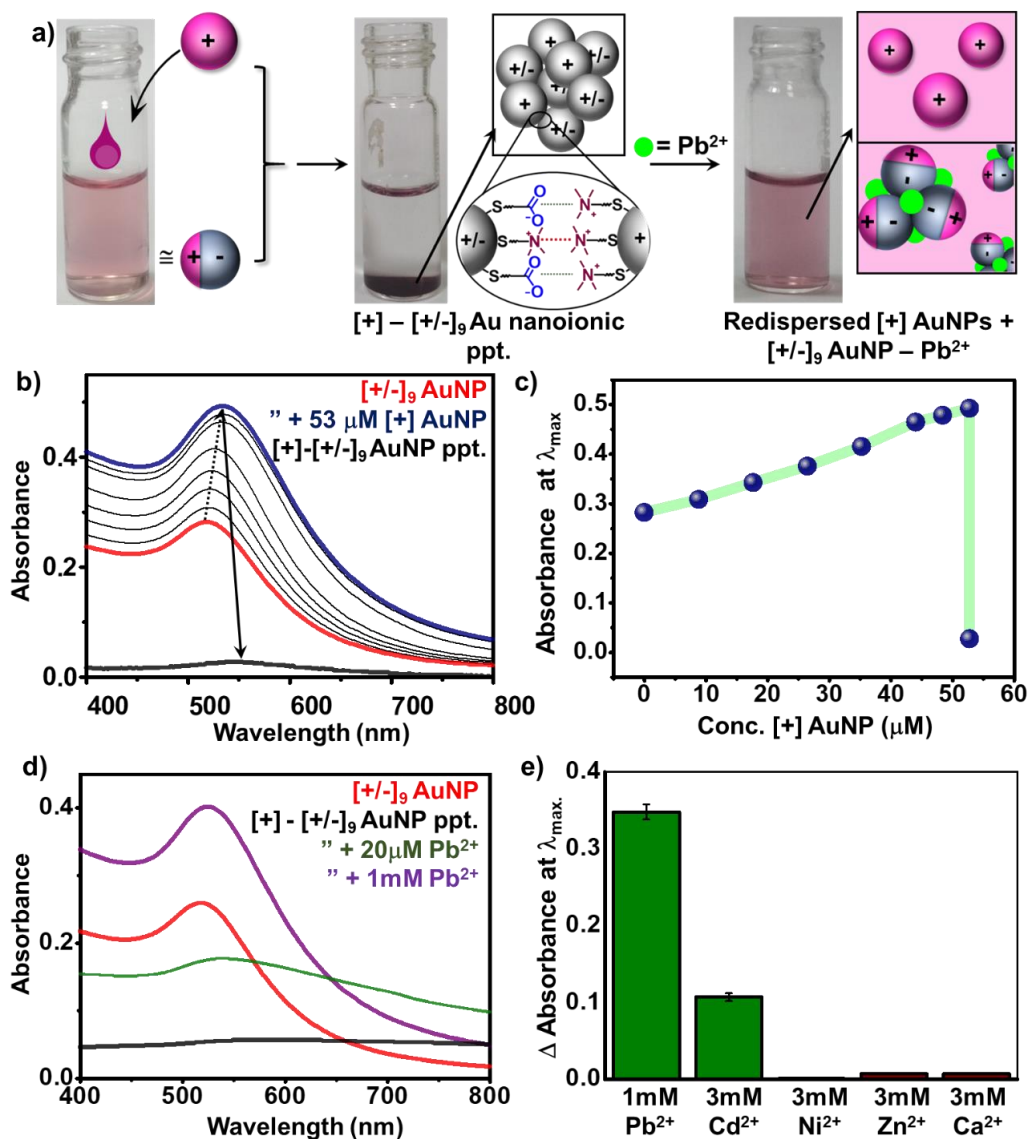 a)
+
≅ + -
+/-
+
+/-
+
+/-
+
+/-
+/-
= Pb²⁺
+/-
S
O
O
-
N
+
S
S
N
+
N
+
S
+
S
O
O
-
N
+
S
[+] – [+/-]₉ Au nanoionic
ppt.
+
+
+
+
+
-
-
Redispersed [+] AuNPs +
[+/-]₉ AuNP – Pb²⁺
b)
[+/-]₉ AuNP
” + 53 μM [+] AuNP
[+]-[+/-]₉AuNP ppt.
0.4
0.2
0.0
Absorbance
400 500 600 700 800
Wavelength (nm)
c)
0.5
0.4
0.3
0.2
0.1
0.0
Absorbance at λmax
0 10 20 30 40 50 60
Conc. [+] AuNP (μM)
d)
[+/-]₉ AuNP
[+] - [+/-]₉ AuNP ppt.
” + 20μM Pb²⁺
” + 1mM Pb²⁺
0.4
0.2
0.0
Absorbance
400 500 600 700 800
Wavelength (nm)
e)
0.4
0.3
0.1
0.0
Δ Absorbance at λmax.
1mM 3mM 3mM 3mM 3mM
Pb²⁺ Cd²⁺ Ni²⁺ Zn²⁺ Ca²⁺